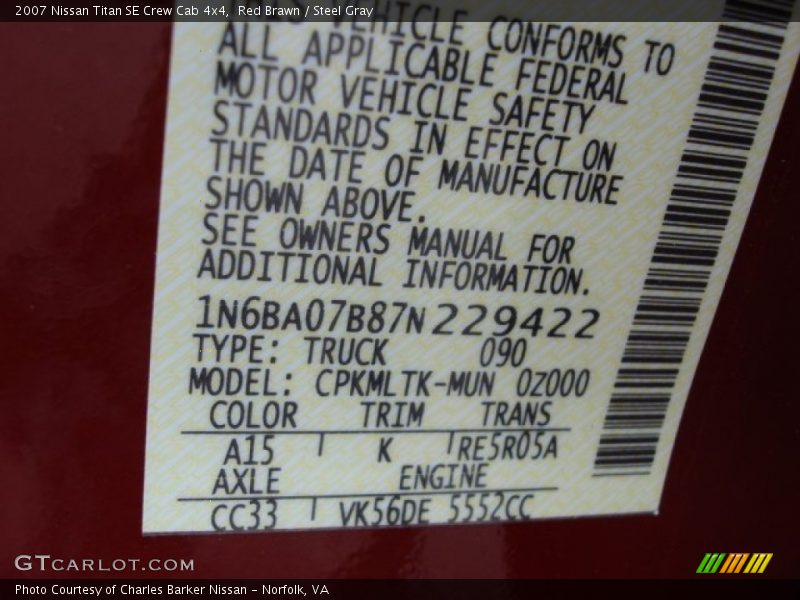 2007 Nissan Titan SE Crew Cab 4x4,  Red Brawn / Steel Gray
VEHICLE CONFORMS TO
ALL APPLICABLE FEDERAL
MOTOR VEHICLE SAFETY
STANDARDS IN EFFECT ON
THE DATE OF MANUFACTURE
SHOWN ABOVE.
SEE OWNERS MANUAL FOR
ADDITIONAL INFORMATION.
1N6BA07B87N229422
TYPE: TRUCK 090
MODEL: CPKMLTK-MUN 0Z000
COLOR TRIM TRANS
A15 K RE5R05A
AXLE ENGINE
CC33 VK56DE 5552CC
GTCARLOT.COM
Photo Courtesy of Charles Barker Nissan - Norfolk, VA